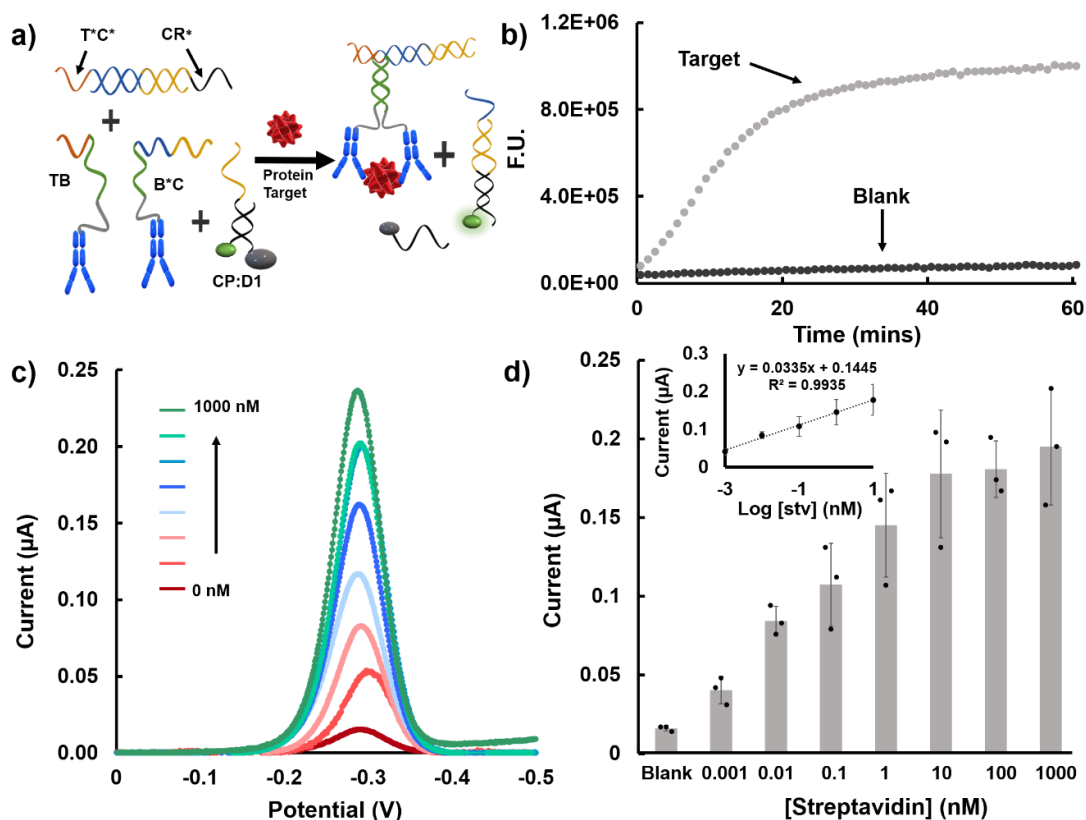 a)
T*C*
CR*
TB
B*C
CP:D1
Protein
Target
b)
F.U.
1.2E+06
8.0E+05
4.0E+05
0.0E+00
Target
Blank
0
20
40
60
Time (mins)
c)
Current (µA)
0.25
0.20
0.15
0.10
0.05
0.00
1000 nM
0 nM
0
-0.1
-0.2
-0.3
-0.4
-0.5
Potential (V)
d)
Current (µA)
0.25
0.2
0.15
0.1
0.05
0
Current (µA)
0.3
0.2
0.1
0
y = 0.0335x + 0.1445
R² = 0.9935
-3
-1
1
Log [stv] (nM)
Blank
0.001
0.01
0.1
1
10
100
1000
[Streptavidin] (nM)